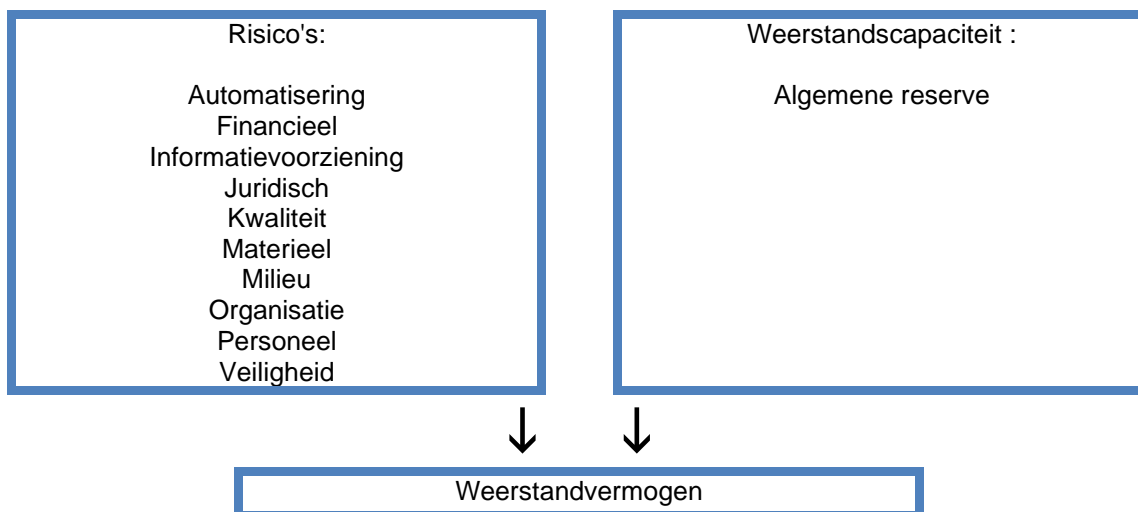 Risico's:
Automatisering
Financieel
Informatievoorziening
Juridisch
Kwaliteit
Materieel
Milieu
Organisatie
Personeel
Veiligheid
Weerstandscapaciteit :
Algemene reserve
Weerstandvermogen